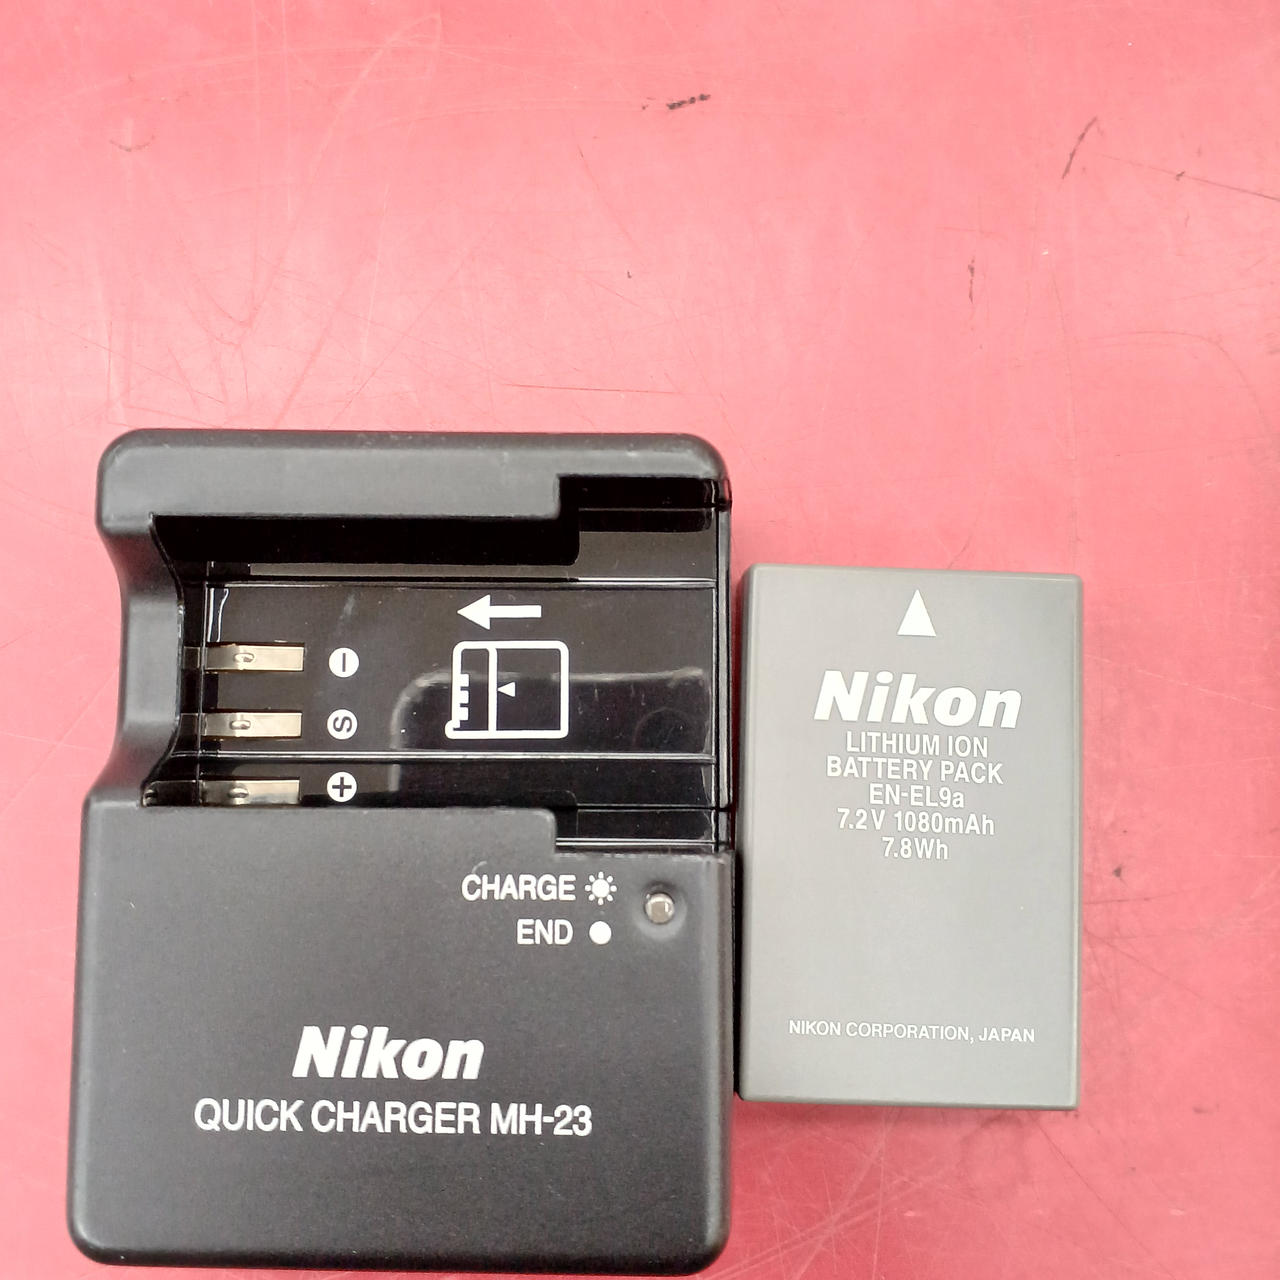 －
S
+
CHARGE
END
Nikon
QUICK CHARGER MH-23
Nikon
LITHIUM ION
BATTERY PACK
EN-EL9a
7.2V 1080mAh
7.8Wh
NIKON CORPORATION, JAPAN